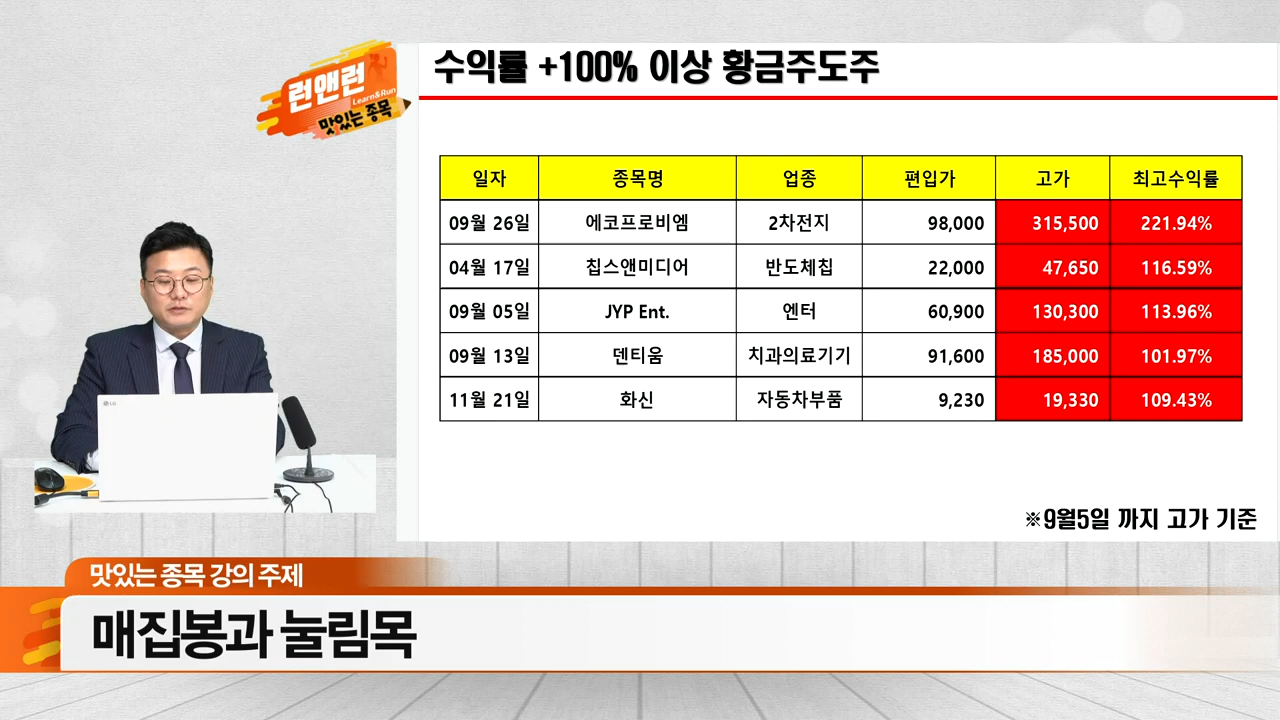 런앤런
Learn&Run
맛있는 종목
수익률 +100% 이상 황금주도주
일자 종목명 업종 편입가 고가 최고수익률
09월 26일 에코프로비엠 2차전지 98,000 315,500 221.94%
04월 17일 칩스앤미디어 반도체칩 22,000 47,650 116.59%
09월 05일 JYP Ent. 엔터 60,900 130,300 113.96%
09월 13일 덴티움 치과의료기기 91,600 185,000 101.97%
11월 21일 화신 자동차부품 9,230 19,330 109.43%
※9월5일 까지 고가 기준
LG
맛있는 종목 강의 주제
매집봉과 눌림목